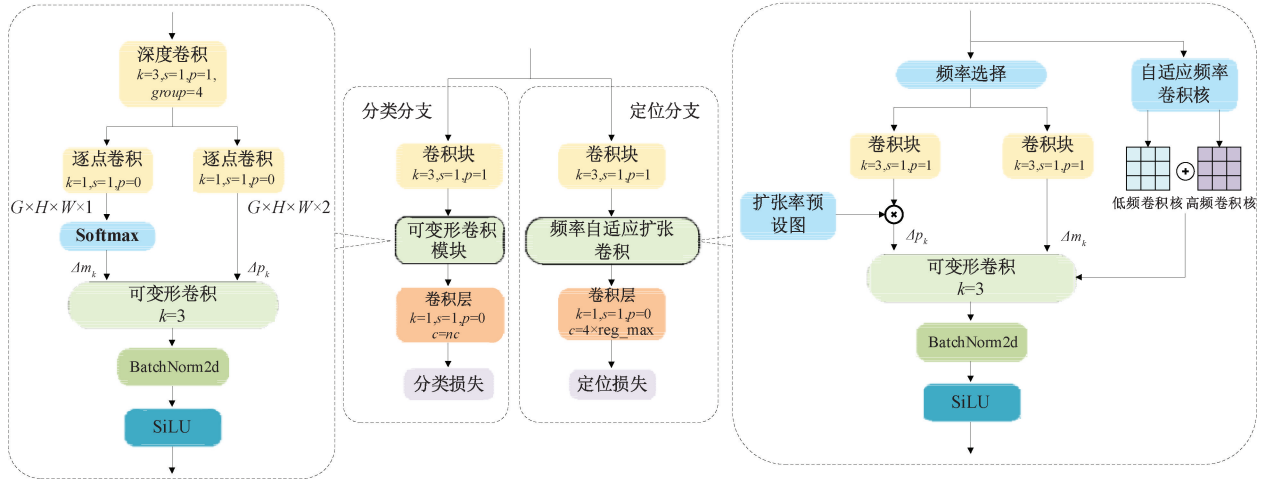 深度卷积
k=3,s=1,p=1,
group=4
逐点卷积
k=1,s=1,p=0
逐点卷积
k=1,s=1,p=0
G×H×W×1
G×H×W×2
Softmax
Δmk
Δpk
可变形卷积
k=3
BatchNorm2d
SiLU
分类分支
卷积块
k=3,s=1,p=1
可变形卷积
模块
卷积层
k=1,s=1,p=0
c=nc
分类损失
定位分支
卷积块
k=3,s=1,p=1
频率自适应扩张
卷积
卷积层
k=1,s=1,p=0
c=4×reg_max
定位损失
频率选择
自适应频率
卷积核
卷积块
k=3,s=1,p=1
卷积块
k=3,s=1,p=1
低频卷积核
高频卷积核
扩张率预
设图
Δpk
Δmk
可变形卷积
k=3
BatchNorm2d
SiLU